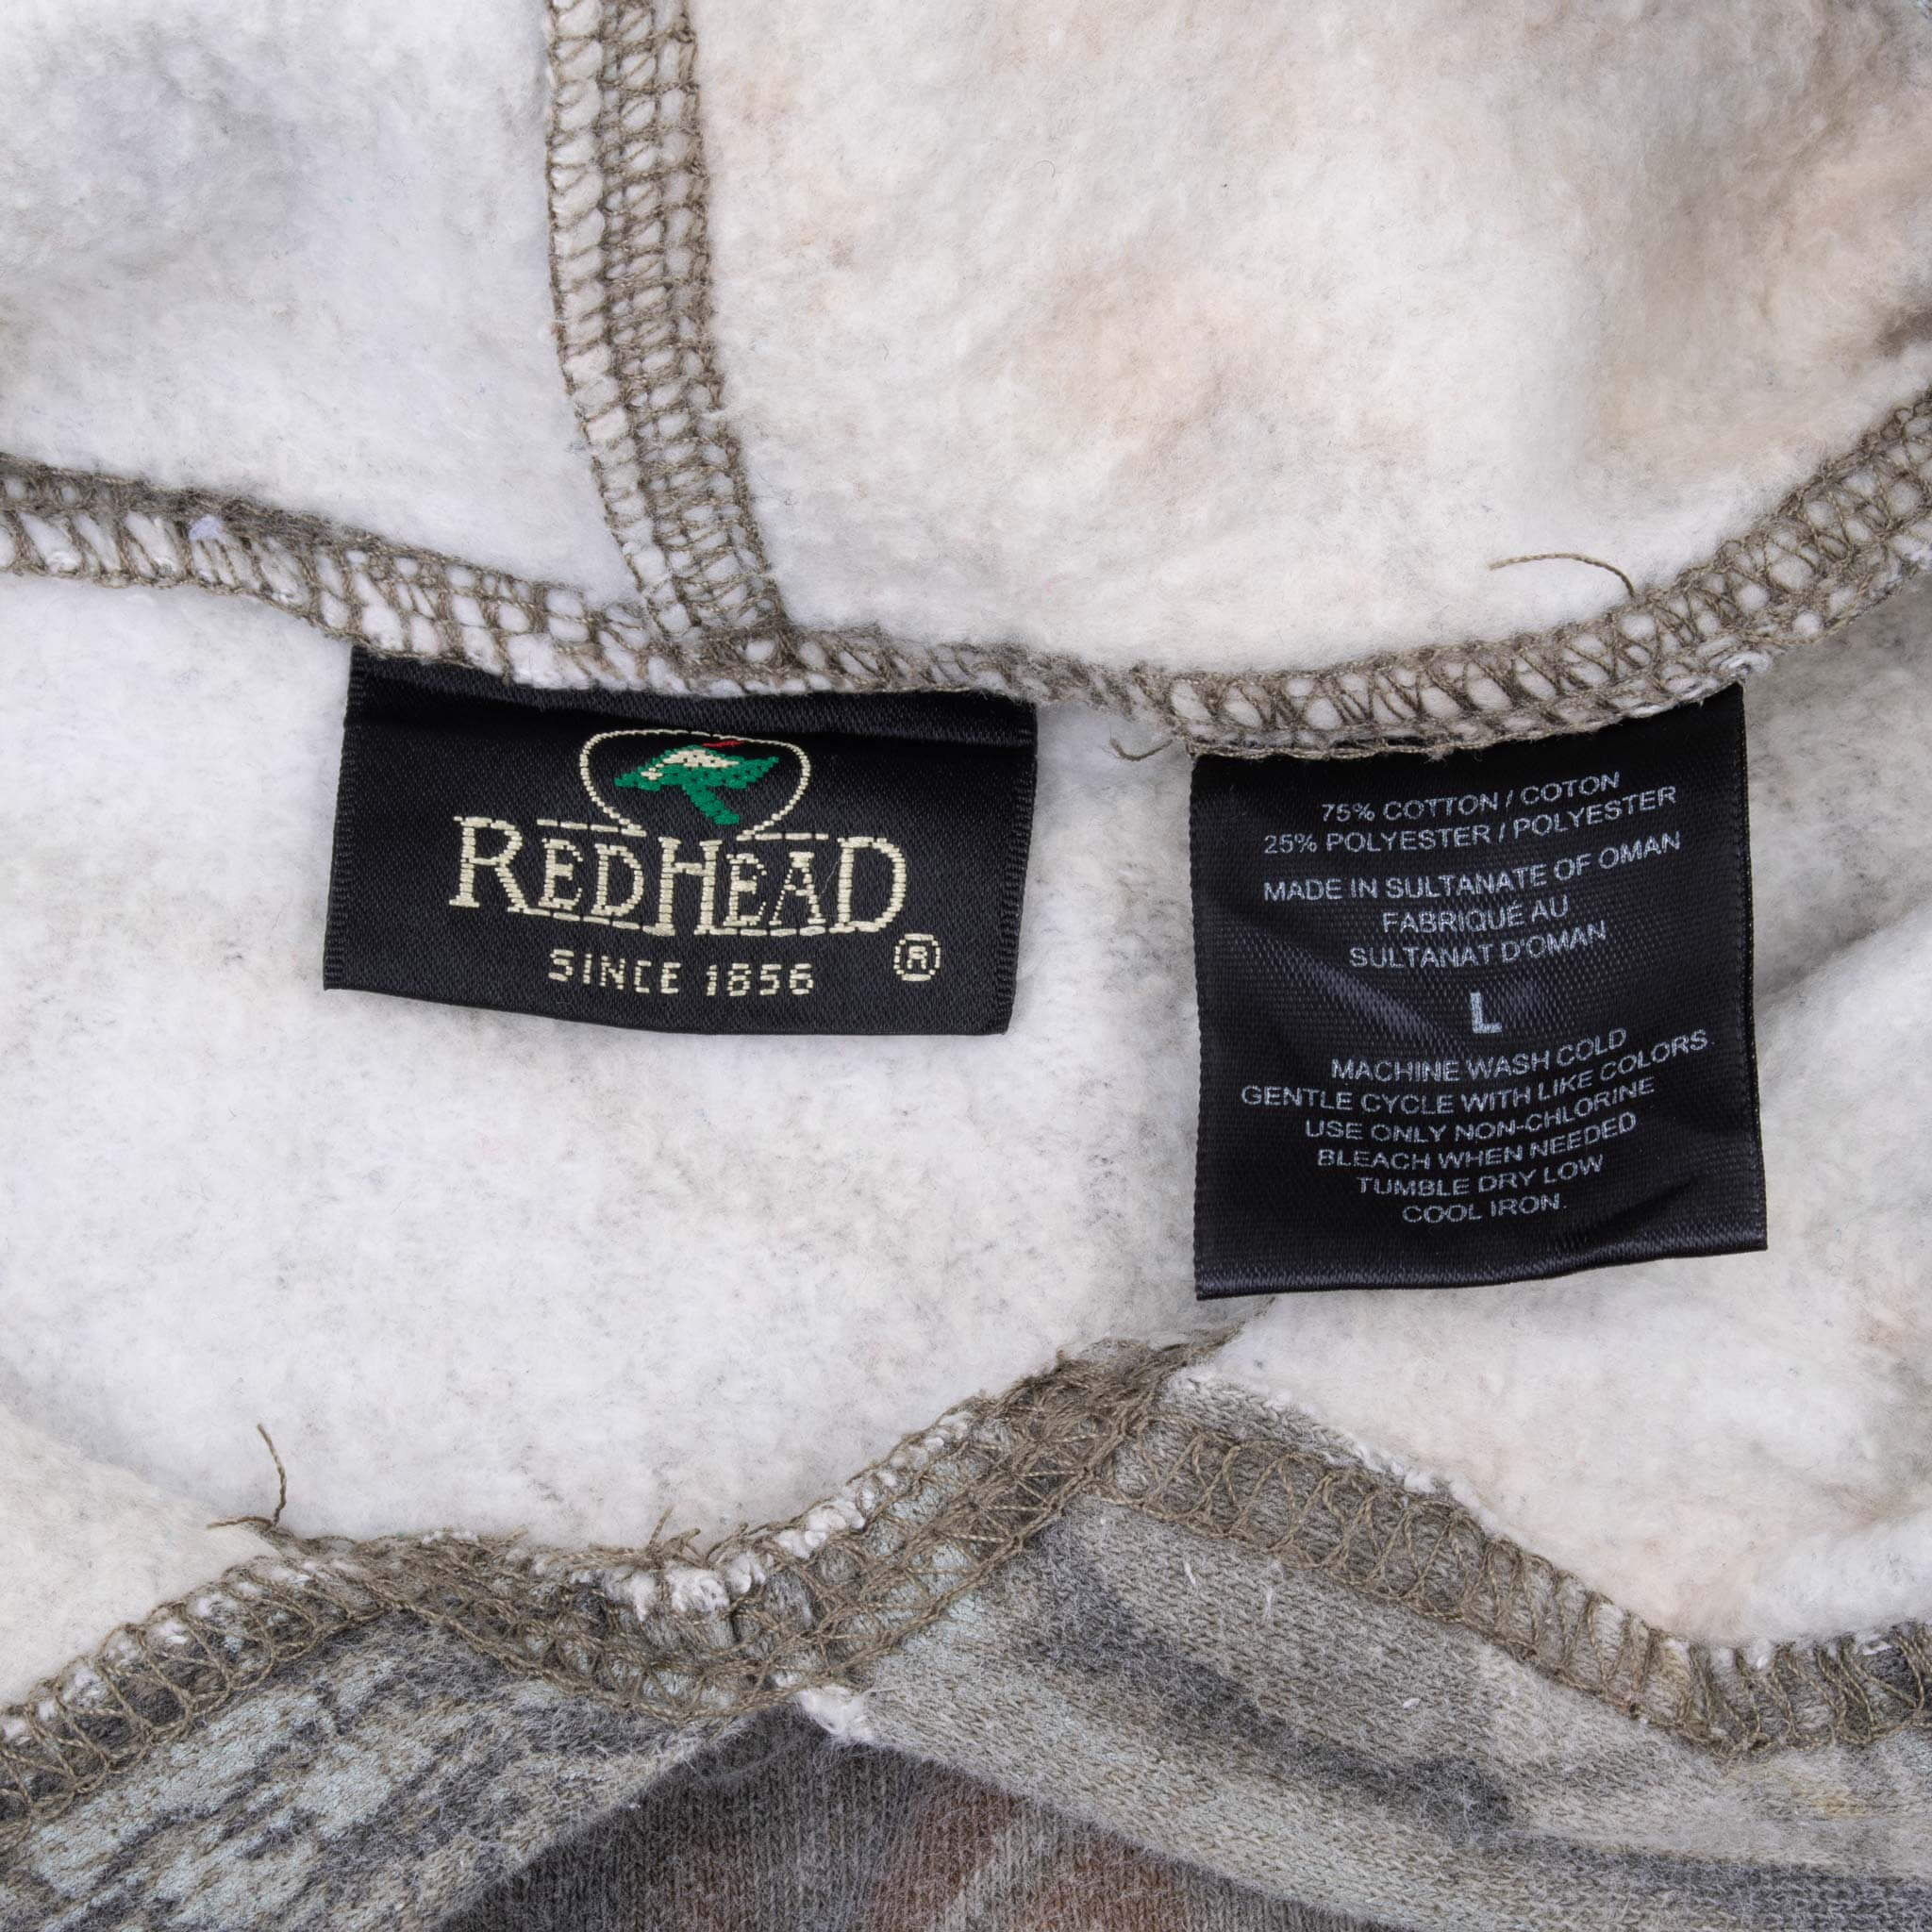 REDHEAD
SINCE 1856 ®
75% COTTON / COTON
25% POLYESTER / POLYESTER
MADE IN SULTANATE OF OMAN
FABRIQUÉ AU
SULTANAT D'OMAN
L
MACHINE WASH COLD
GENTLE CYCLE WITH LIKE COLORS
USE ONLY NON-CHLORINE
BLEACH WHEN NEEDED
TUMBLE DRY LOW
COOL IRON.